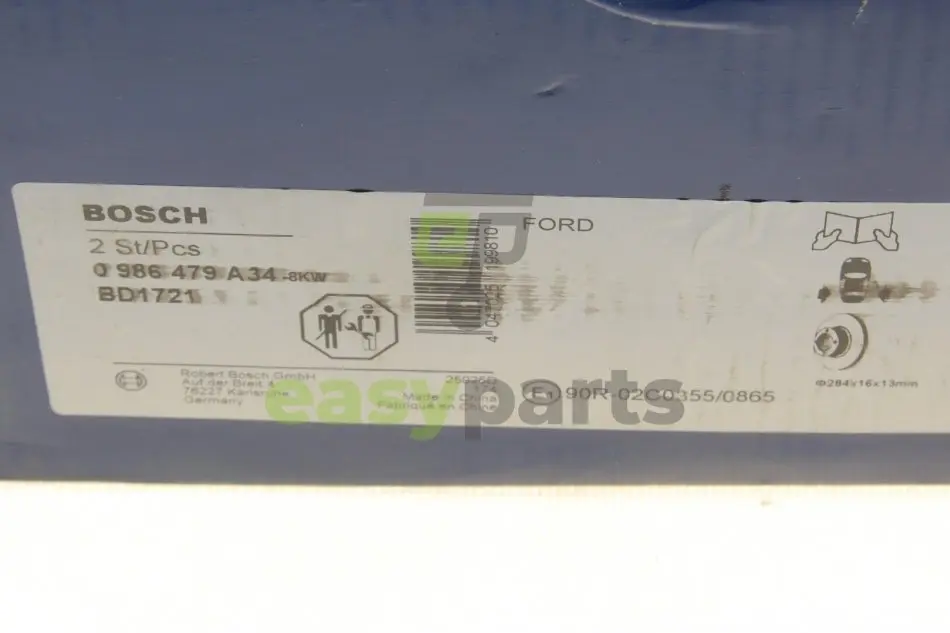 BOSCH
2 St/Pcs
0 986 479 A34 -8KW
BD1721
FORD
Robert Bosch GmbH
Auf der Breit 4
76227 Karlsruhe
Germany
Made in China
Fabriqué en Chine
E1 90R-02C0355/0865
Φ284x16x13mm
easyparts